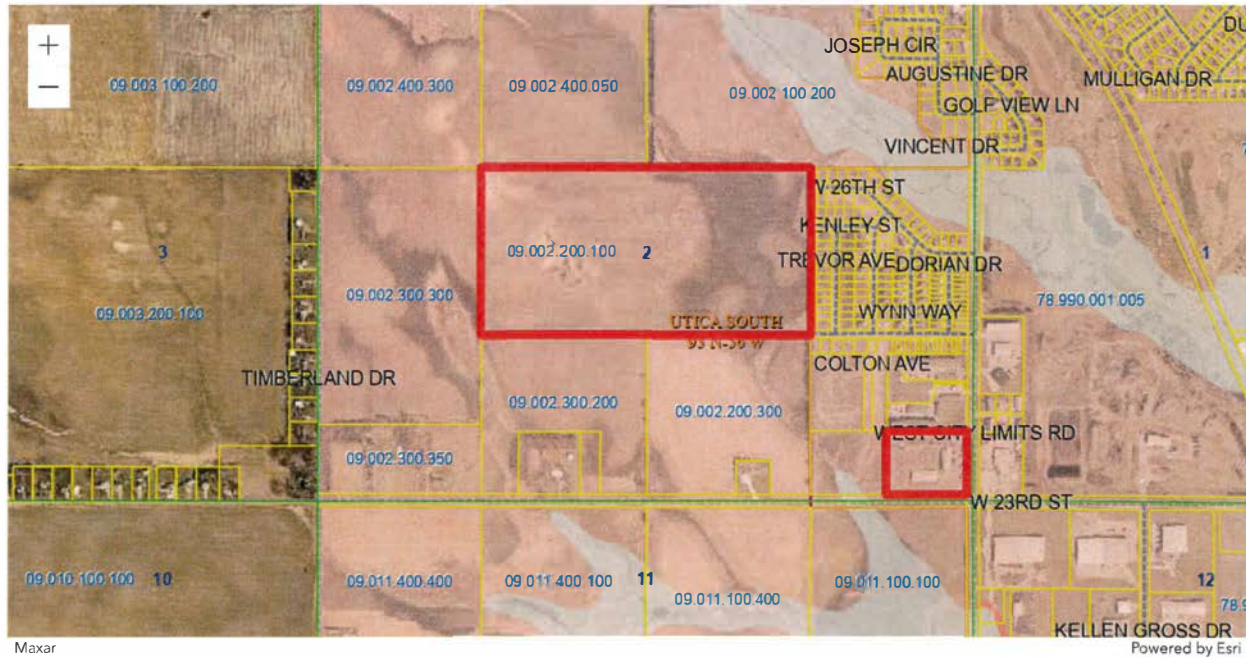 +
−
DU
JOSEPH CIR
AUGUSTINE DR
MULLIGAN DR
09.003.100.200
09.002.400.300
09.002.400.050
09.002.100.200
GOLF VIEW LN
VINCENT DR
W 26TH ST
KENLEY ST
3
09.002.200.100
2
TREVOR AVE
DORIAN DR
1
09.003.200.100
09.002.300.300
WYNN WAY
78.990.001.005
UTICA SOUTH
93 N-56 W
COLTON AVE
TIMBERLAND DR
09.002.300.200
09.002.200.300
WEST CITY LIMITS RD
09.002.300.350
W 23RD ST
09.010.100.100
10
09.011.400.400
09.011.400.100
11
09.011.100.400
09.011.100.100
12
78.9
KELLEN GROSS DR
Maxar
Powered by Esri